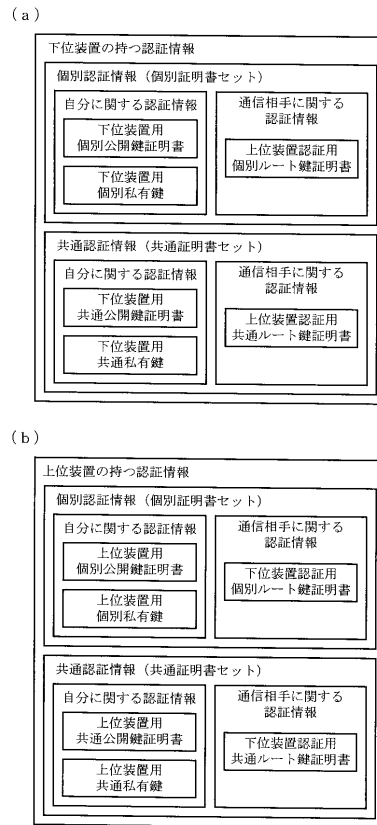 (a)
下位装置の持つ認証情報
個別認証情報(個別証明書セット)
自分に関する認証情報
下位装置用
個別公開鍵証明書
下位装置用
個別私有鍵
通信相手に関する
認証情報
上位装置認証用
個別ルート鍵証明書
共通認証情報(共通証明書セット)
自分に関する認証情報
下位装置用
共通公開鍵証明書
下位装置用
共通私有鍵
通信相手に関する
認証情報
上位装置認証用
共通ルート鍵証明書
(b)
上位装置の持つ認証情報
個別認証情報(個別証明書セット)
自分に関する認証情報
上位装置用
個別公開鍵証明書
上位装置用
個別私有鍵
通信相手に関する
認証情報
下位装置認証用
個別ルート鍵証明書
共通認証情報(共通証明書セット)
自分に関する認証情報
上位装置用
共通公開鍵証明書
上位装置用
共通私有鍵
通信相手に関する
認証情報
下位装置認証用
共通ルート鍵証明書